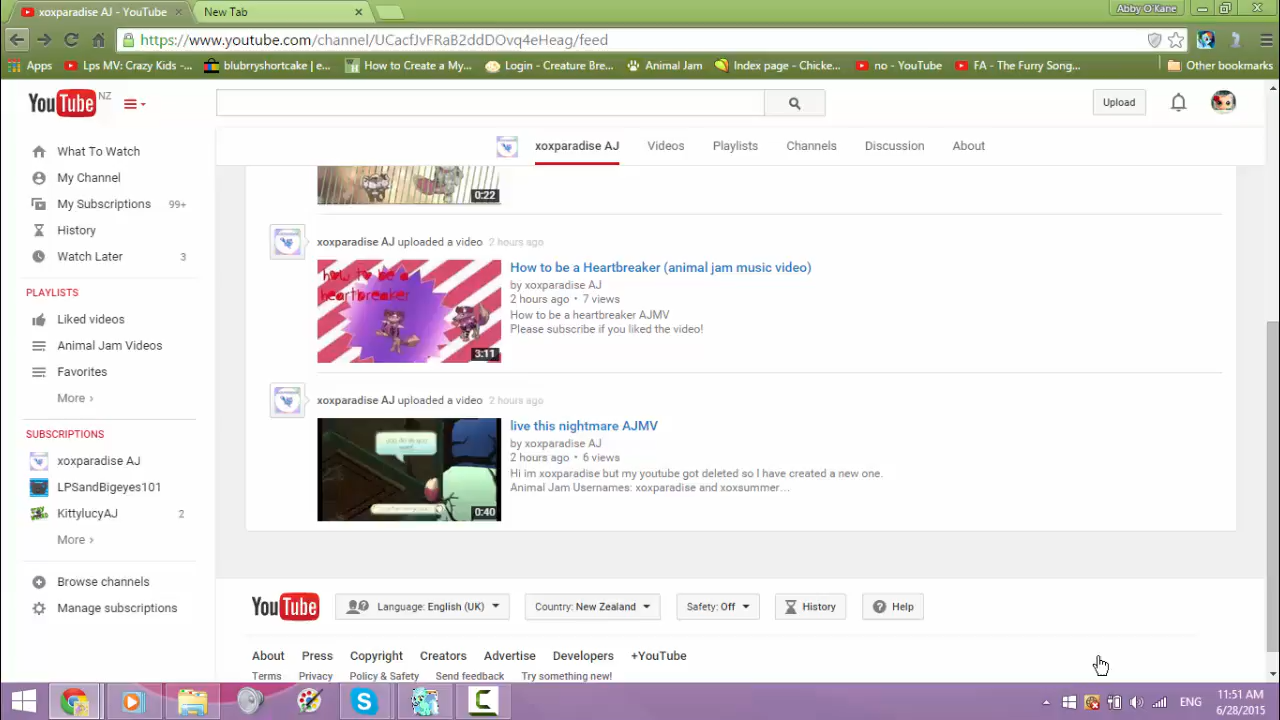 xoxparadise AJ - YouTube
New Tab
Abby O'Kane
https://www.youtube.com/channel/UCacfJvFRaB2ddDOvq4eHeag/feed
Apps
Lps MV: Crazy Kids -...
blubrryshortcake | e...
How to Create a My...
Login - Creature Bre...
Animal Jam
Index page - Chicke...
no - YouTube
FA - The Furry Song...
Other bookmarks
YouTube NZ
Upload
xoxparadise AJ
Videos
Playlists
Channels
Discussion
About
What To Watch
My Channel
My Subscriptions 99+
History
Watch Later 3
PLAYLISTS
Liked videos
Animal Jam Videos
Favorites
More ›
SUBSCRIPTIONS
xoxparadise AJ
LPSandBigeyes101
KittylucyAJ 2
More ›
Browse channels
Manage subscriptions
0:22
xoxparadise AJ uploaded a video 2 hours ago
how to be a
heartbreaker
3:11
How to be a Heartbreaker (animal jam music video)
by xoxparadise AJ
2 hours ago • 7 views
How to be a heartbreaker AJMV
Please subscribe if you liked the video!
xoxparadise AJ uploaded a video 2 hours ago
0:40
live this nightmare AJMV
by xoxparadise AJ
2 hours ago • 6 views
Hi im xoxparadise but my youtube got deleted so I have created a new one.
Animal Jam Usernames: xoxparadise and xoxsummer...
YouTube
Language: English (UK)
Country: New Zealand
Safety: Off
History
Help
About
Press
Copyright
Creators
Advertise
Developers
+YouTube
Terms
Privacy
Policy & Safety
Send feedback
Try something new!
ENG
11:51 AM
6/28/2015